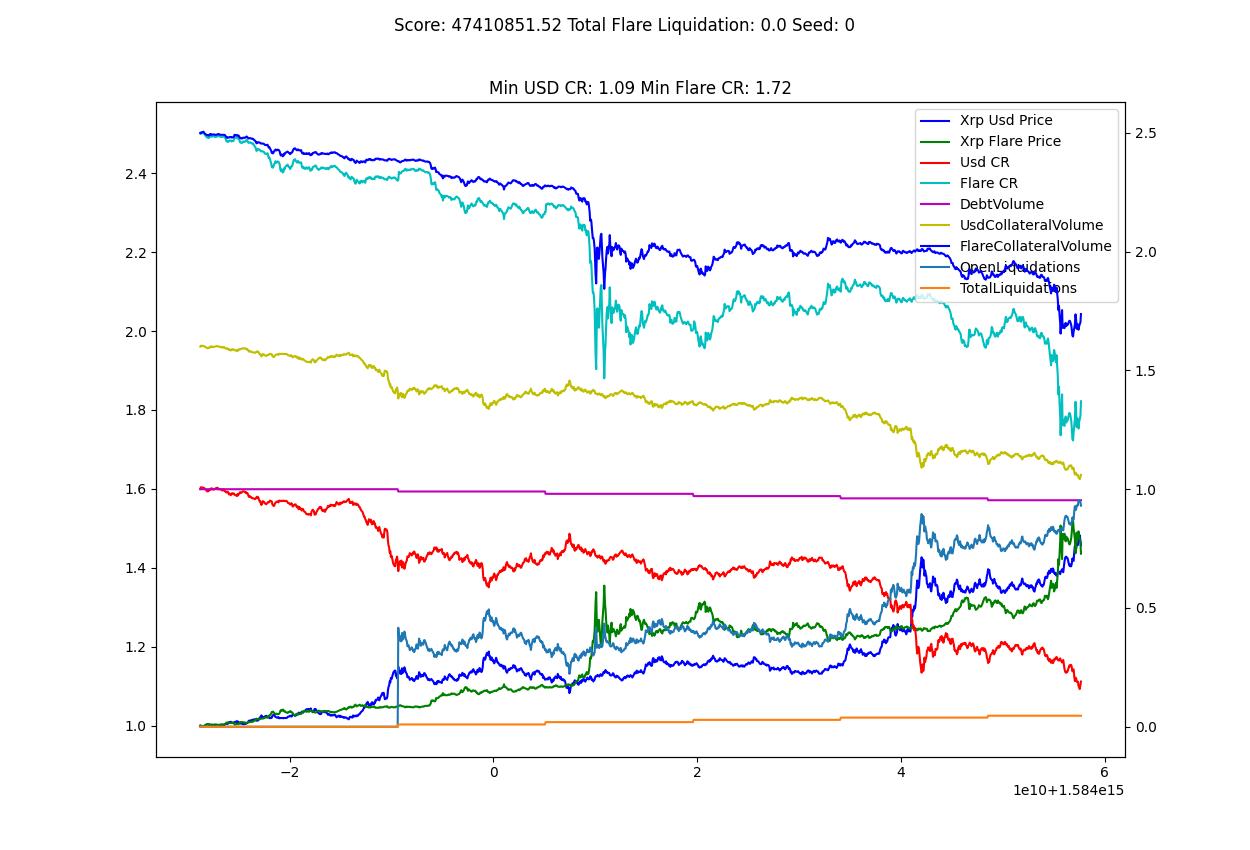 Score: 47410851.52 Total Flare Liquidation: 0.0 Seed: 0
Min USD CR: 1.09 Min Flare CR: 1.72
Xrp Usd Price
Xrp Flare Price
Usd CR
Flare CR
DebtVolume
UsdCollateralVolume
FlareCollateralVolume
OpenLiquidations
TotalLiquidations
2.4
2.2
2.0
1.8
1.6
1.4
1.2
1.0
2.5
2.0
1.5
1.0
0.5
0.0
−2
0
2
4
6
1e10+1.584e15